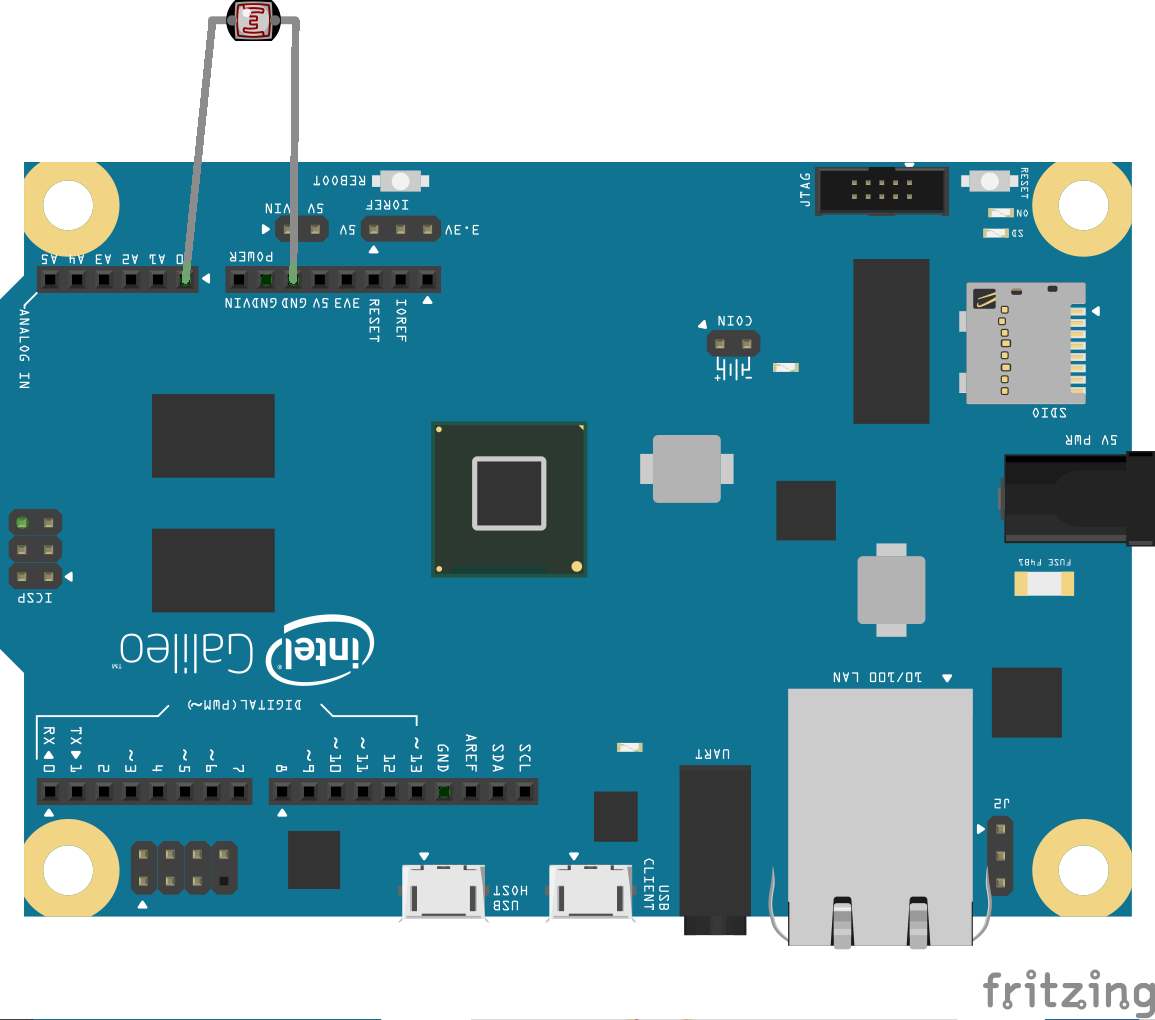 REBOOT
VIN 5V
IOREF
5V
3.3V
JTAG
RESET
ON
SD
A5 A4 A3 A2 A1 A0
POWER
VIN GND GND 5V 3V3 RESET IOREF
ANALOG IN
COIN
+ -
SDIO
5V PWR
FUSE F4B1
ICSP
intel®
Galileo™
DIGITAL(PWM~)
10/100 LAN
RX TX
0 1 2 ~3 4 ~5 ~6 7
8 ~9 ~10 ~11 12 ~13 GND AREF SDA SCL
UART
J2
USB
HOST
USB
CLIENT
fritzing